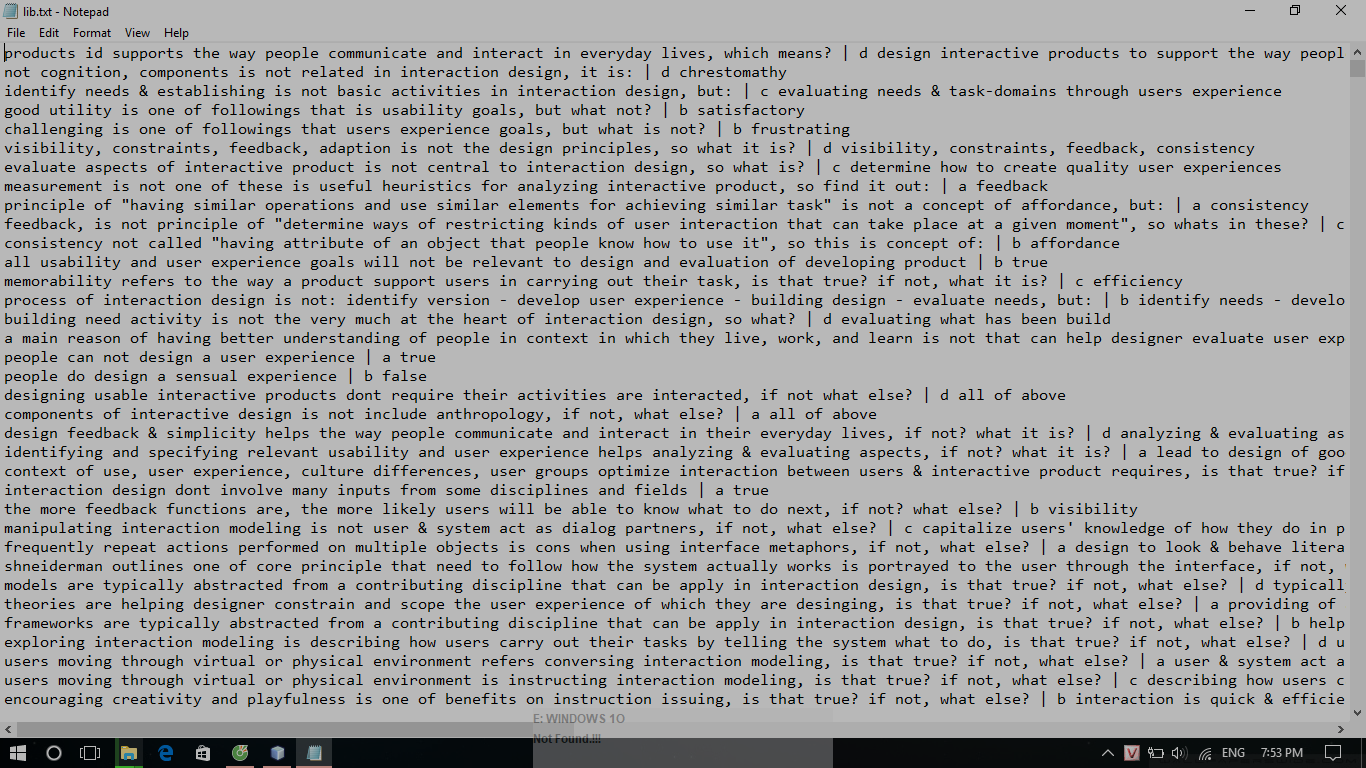 lib.txt - Notepad
File Edit Format View Help
products id supports the way people communicate and interact in everyday lives, which means? | d design interactive products to support the way peopl
not cognition, components is not related in interaction design, it is: | d chrestomathy
identify needs & establishing is not basic activities in interaction design, but: | c evaluating needs & task-domains through users experience
good utility is one of followings that is usability goals, but what not? | b satisfactory
challenging is one of followings that users experience goals, but what is not? | b frustrating
visibility, constraints, feedback, adaption is not the design principles, so what it is? | d visibility, constraints, feedback, consistency
evaluate aspects of interactive product is not central to interaction design, so what is? | c determine how to create quality user experiences
measurement is not one of these is useful heuristics for analyzing interactive product, so find it out: | a feedback
principle of "having similar operations and use similar elements for achieving similar task" is not a concept of affordance, but: | a consistency
feedback, is not principle of "determine ways of restricting kinds of user interaction that can take place at a given moment", so whats in these? | c
consistency not called "having attribute of an object that people know how to use it", so this is concept of: | b affordance
all usability and user experience goals will not be relevant to design and evaluation of developing product | b true
memorability refers to the way a product support users in carrying out their task, is that true? if not, what it is? | c efficiency
process of interaction design is not: identify version - develop user experience - building design - evaluate needs, but: | b identify needs - develo
building need activity is not the very much at the heart of interaction design, so what? | d evaluating what has been build
a main reason of having better understanding of people in context in which they live, work, and learn is not that can help designer evaluate user exp
people can not design a user experience | a true
people do design a sensual experience | b false
designing usable interactive products dont require their activities are interacted, if not what else? | d all of above
components of interactive design is not include anthropology, if not, what else? | a all of above
design feedback & simplicity helps the way people communicate and interact in their everyday lives, if not? what it is? | d analyzing & evaluating as
identifying and specifying relevant usability and user experience helps analyzing & evaluating aspects, if not? what it is? | a lead to design of goo
context of use, user experience, culture differences, user groups optimize interaction between users & interactive product requires, is that true? if
interaction design dont involve many inputs from some disciplines and fields | a true
the more feedback functions are, the more likely users will be able to know what to do next, if not? what else? | b visibility
manipulating interaction modeling is not user & system act as dialog partners, if not, what else? | c capitalize users' knowledge of how they do in p
frequently repeat actions performed on multiple objects is cons when using interface metaphors, if not, what else? | a design to look & behave litera
shneiderman outlines one of core principle that need to follow how the system actually works is portrayed to the user through the interface, if not,
models are typically abstracted from a contributing discipline that can be apply in interaction design, is that true? if not, what else? | d typicall
theories are helping designer constrain and scope the user experience of which they are desinging, is that true? if not, what else? | a providing of
frameworks are typically abstracted from a contributing discipline that can be apply in interaction design, is that true? if not, what else? | b help
exploring interaction modeling is describing how users carry out their tasks by telling the system what to do, is that true? if not, what else? | d u
users moving through virtual or physical environment refers conversing interaction modeling, is that true? if not, what else? | a user & system act a
users moving through virtual or physical environment is instructing interaction modeling, is that true? if not, what else? | c describing how users c
encouraging creativity and playfulness is one of benefits on instruction issuing, is that true? if not, what else? | b interaction is quick & efficie
E: WINDOWS 1O
Not Found.!!!
V ENG 7:53 PM